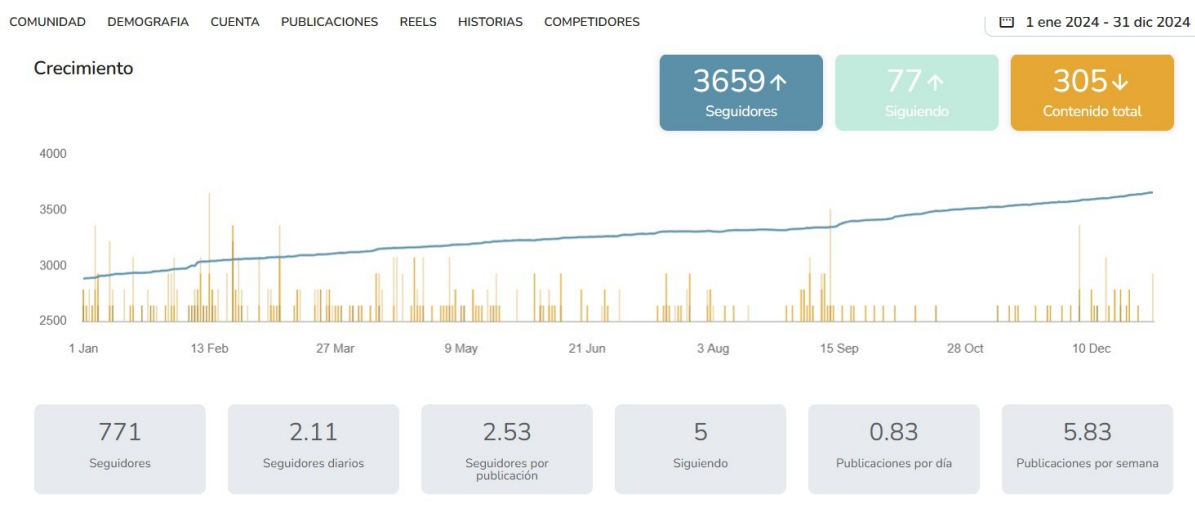 COMUNIDAD DEMOGRAFIA CUENTA PUBLICACIONES REELS HISTORIAS COMPETIDORES 1 ene 2024 - 31 dic 2024
Crecimiento
3659↑ 77↑ 305↓
Seguidores Siguiendo Contenido total
4000
3500
3000
2500
1 Jan 13 Feb 27 Mar 9 May 21 Jun 3 Aug 15 Sep 28 Oct 10 Dec
771 2.11 2.53 5 0.83 5.83
Seguidores Seguidores diarios Seguidores por Siguiendo Publicaciones por día Publicaciones por semana
publicación